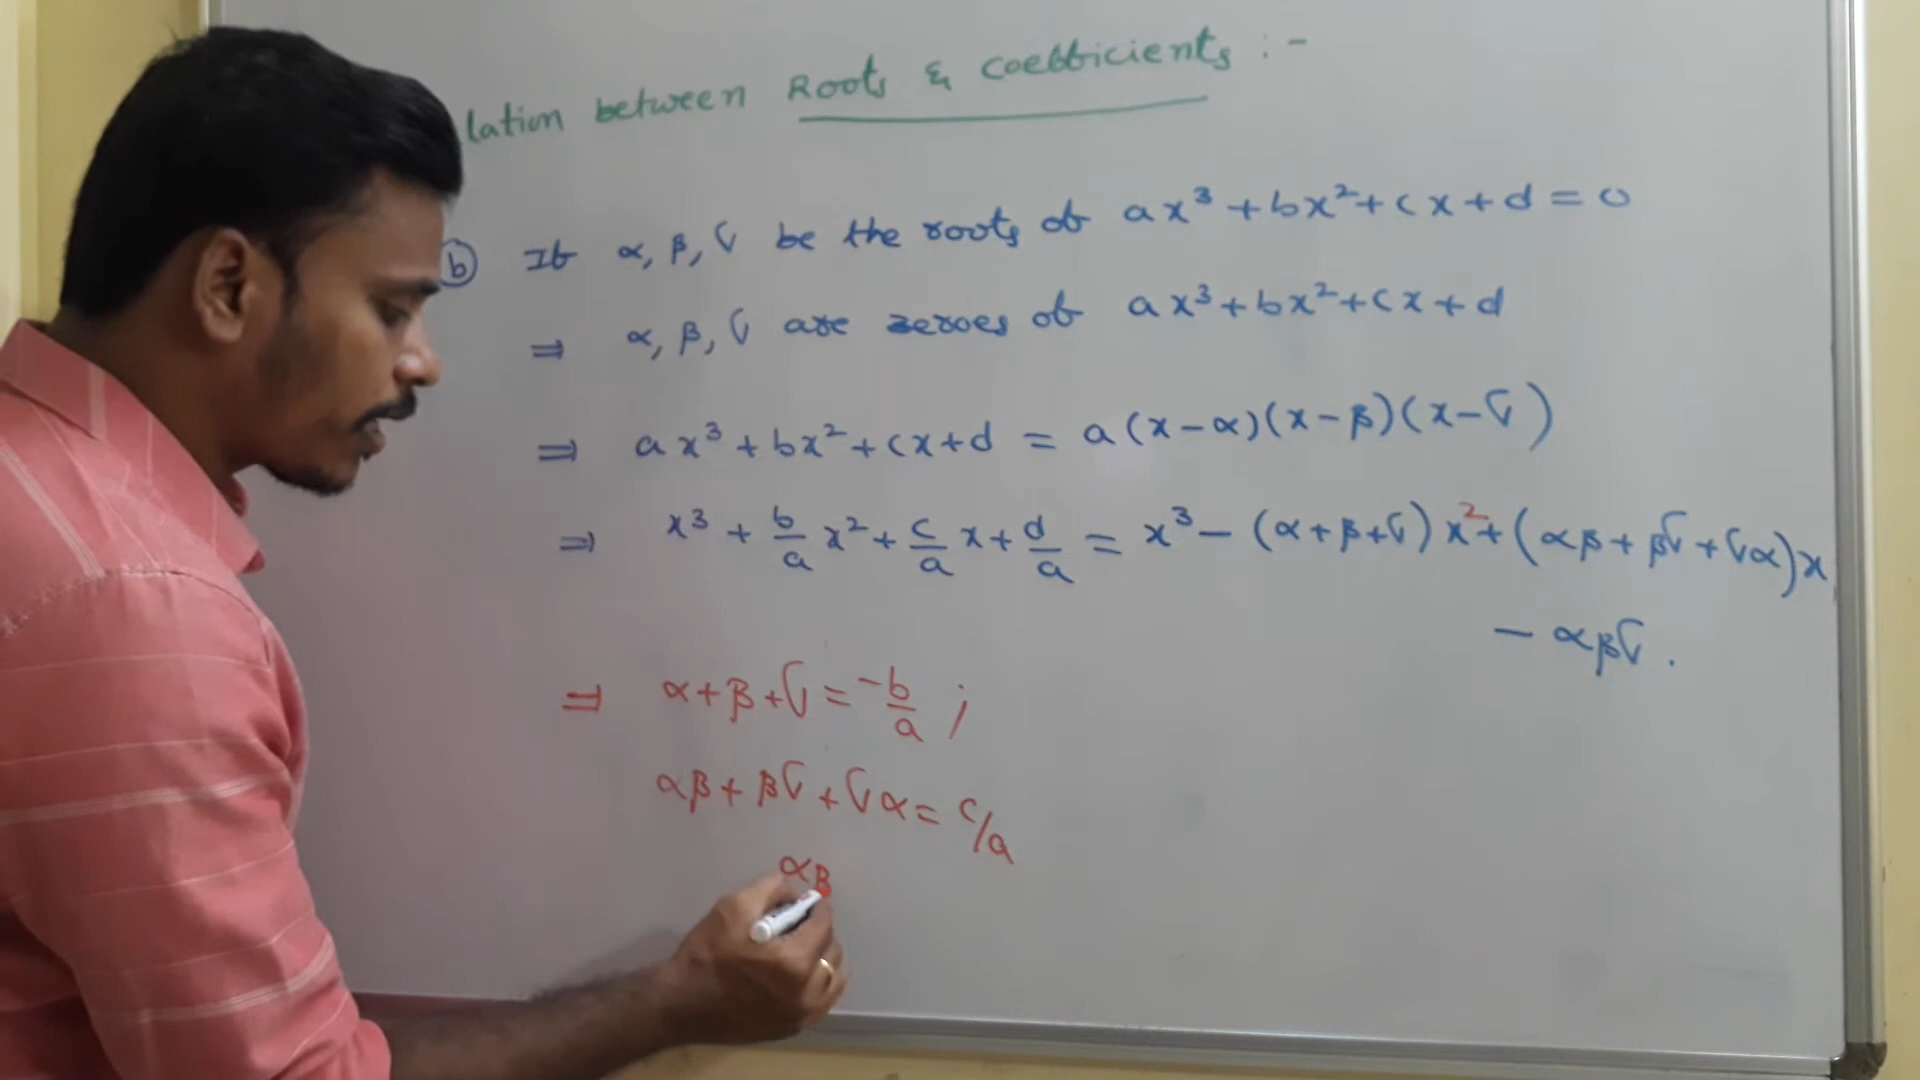 lation between Roots & coefficients :-
(b) If α, β, γ be the roots of ax³+bx²+cx+d=0
⇒ α, β, γ are zeroes of ax³+bx²+cx+d
⇒ ax³+bx²+cx+d = a(x-α)(x-β)(x-γ)
⇒ x³ + b/a x² + c/a x + d/a = x³ - (α+β+γ)x² + (αβ+βγ+γα)x
- αβγ.
⇒ α+β+γ = -b/a ;
αβ+βγ+γα = c/a
αβ